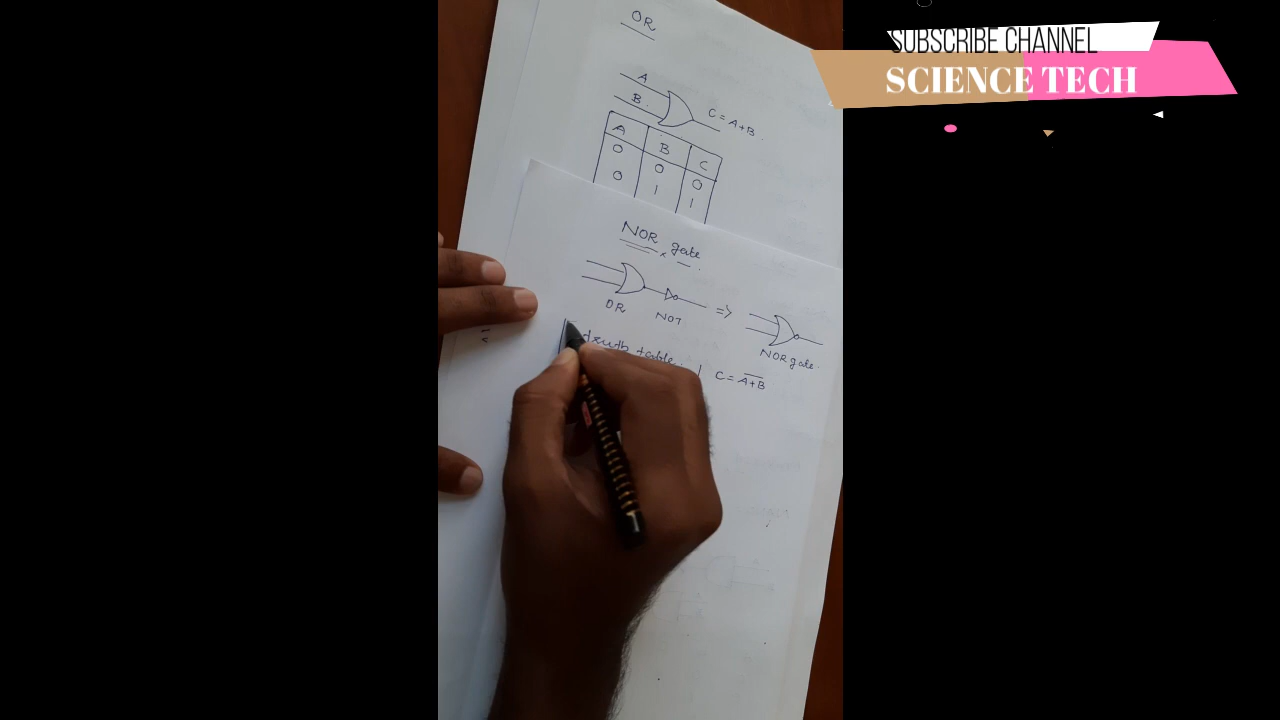 SUBSCRIBE CHANNEL
SCIENCE TECH
OR
A
B
C = A+B
A B C
0 0 0
0 1 1
NOR gate
OR NOT => NOR gate
truth table
C = \overline{A+B}